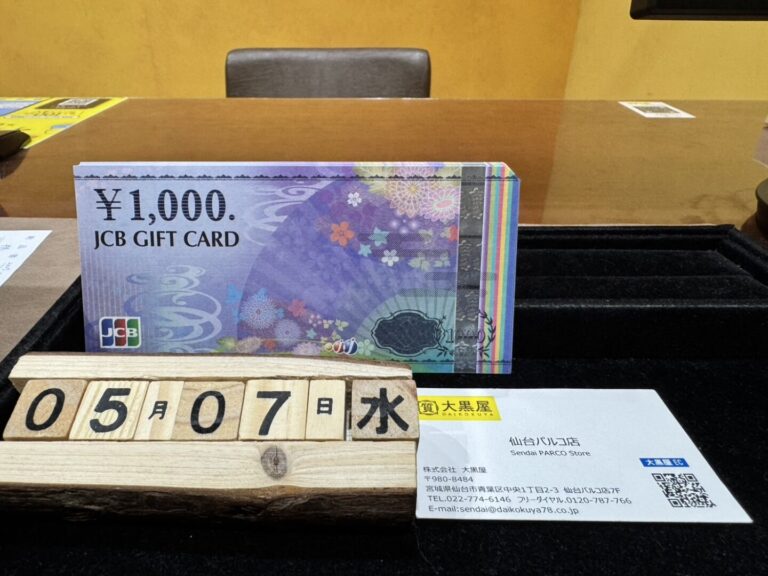 ￥1,000.
JCB GIFT CARD
JCB
05月07日水
質 大黒屋
DAIKOKUYA
仙台パルコ店
Sendai PARCO Store
大黒屋 EC
株式会社 大黒屋
〒980-8484
宮城県仙台市青葉区中央1丁目2-3 仙台パルコ店7F
TEL.022-774-6146 フリーダイヤル.0120-787-766
E-mail:sendai@daikokuya78.co.jp